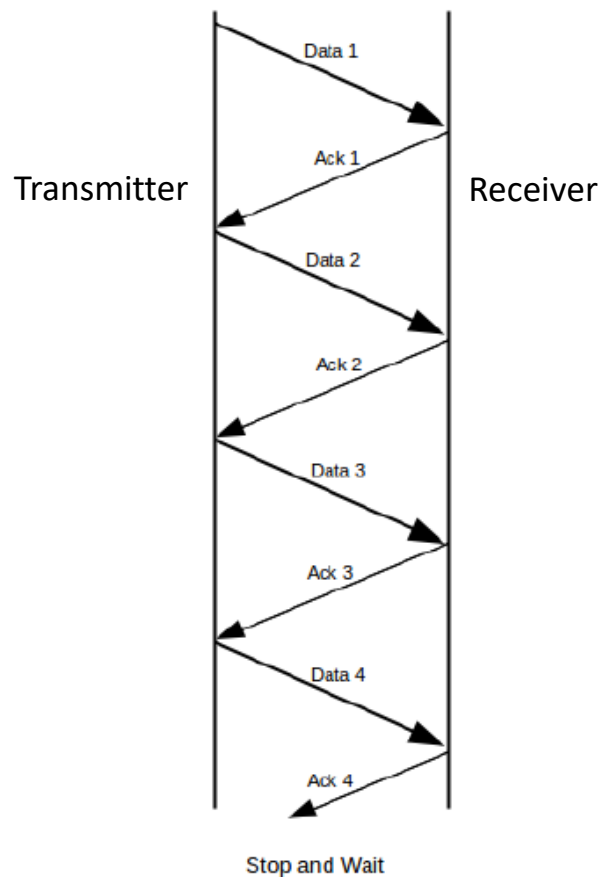 Data 1
Ack 1
Transmitter
Receiver
Data 2
Ack 2
Data 3
Ack 3
Data 4
Ack 4
Stop and Wait